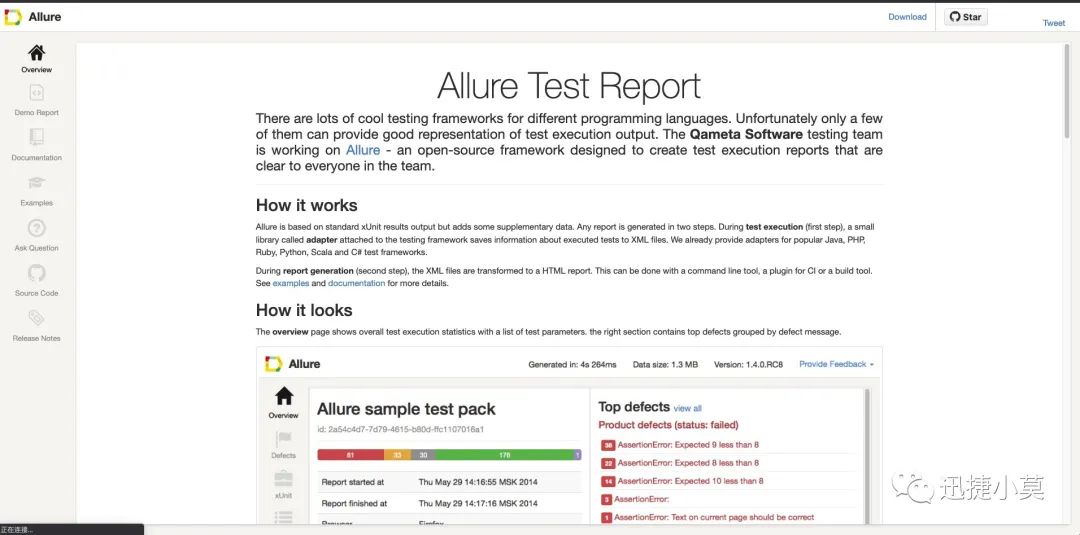 Allure
Download
Star
Tweet
Overview
Demo Report
Documentation
Examples
Ask Question
Source Code
Release Notes
Allure Test Report
There are lots of cool testing frameworks for different programming languages. Unfortunately only a few
of them can provide good representation of test execution output. The Qameta Software testing team
is working on Allure - an open-source framework designed to create test execution reports that are
clear to everyone in the team.
How it works
Allure is based on standard xUnit results output but adds some supplementary data. Any report is generated in two steps. During test execution (first step), a small
library called adapter attached to the testing framework saves information about executed tests to XML files. We already provide adapters for popular Java, PHP,
Ruby, Python, Scala and C# test frameworks.
During report generation (second step), the XML files are transformed to a HTML report. This can be done with a command line tool, a plugin for CI or a build tool.
See examples and documentation for more details.
How it looks
The overview page shows overall test execution statistics with a list of test parameters. the right section contains top defects grouped by defect message.
Allure
Generated in: 4s 264ms Data size: 1.3 MB Version: 1.4.0.RC8 Provide Feedback
Overview
Defects
xUnit
Allure sample test pack
id: 2a54c4d7-7d79-4615-b80d-ffc1107016a1
61 33 30 176 1
Report started at Thu May 29 14:16:55 MSK 2014
Report finished at Thu May 29 14:17:16 MSK 2014
Browser Firefox
Top defects view all
Product defects (status: failed)
36 AssertionError: Expected 9 less than 8
22 AssertionError: Expected 8 less than 8
14 AssertionError: Expected 10 less than 8
3 AssertionError:
1 AssertionError: Text on current page should be correct
迅捷小莫
正在连接...